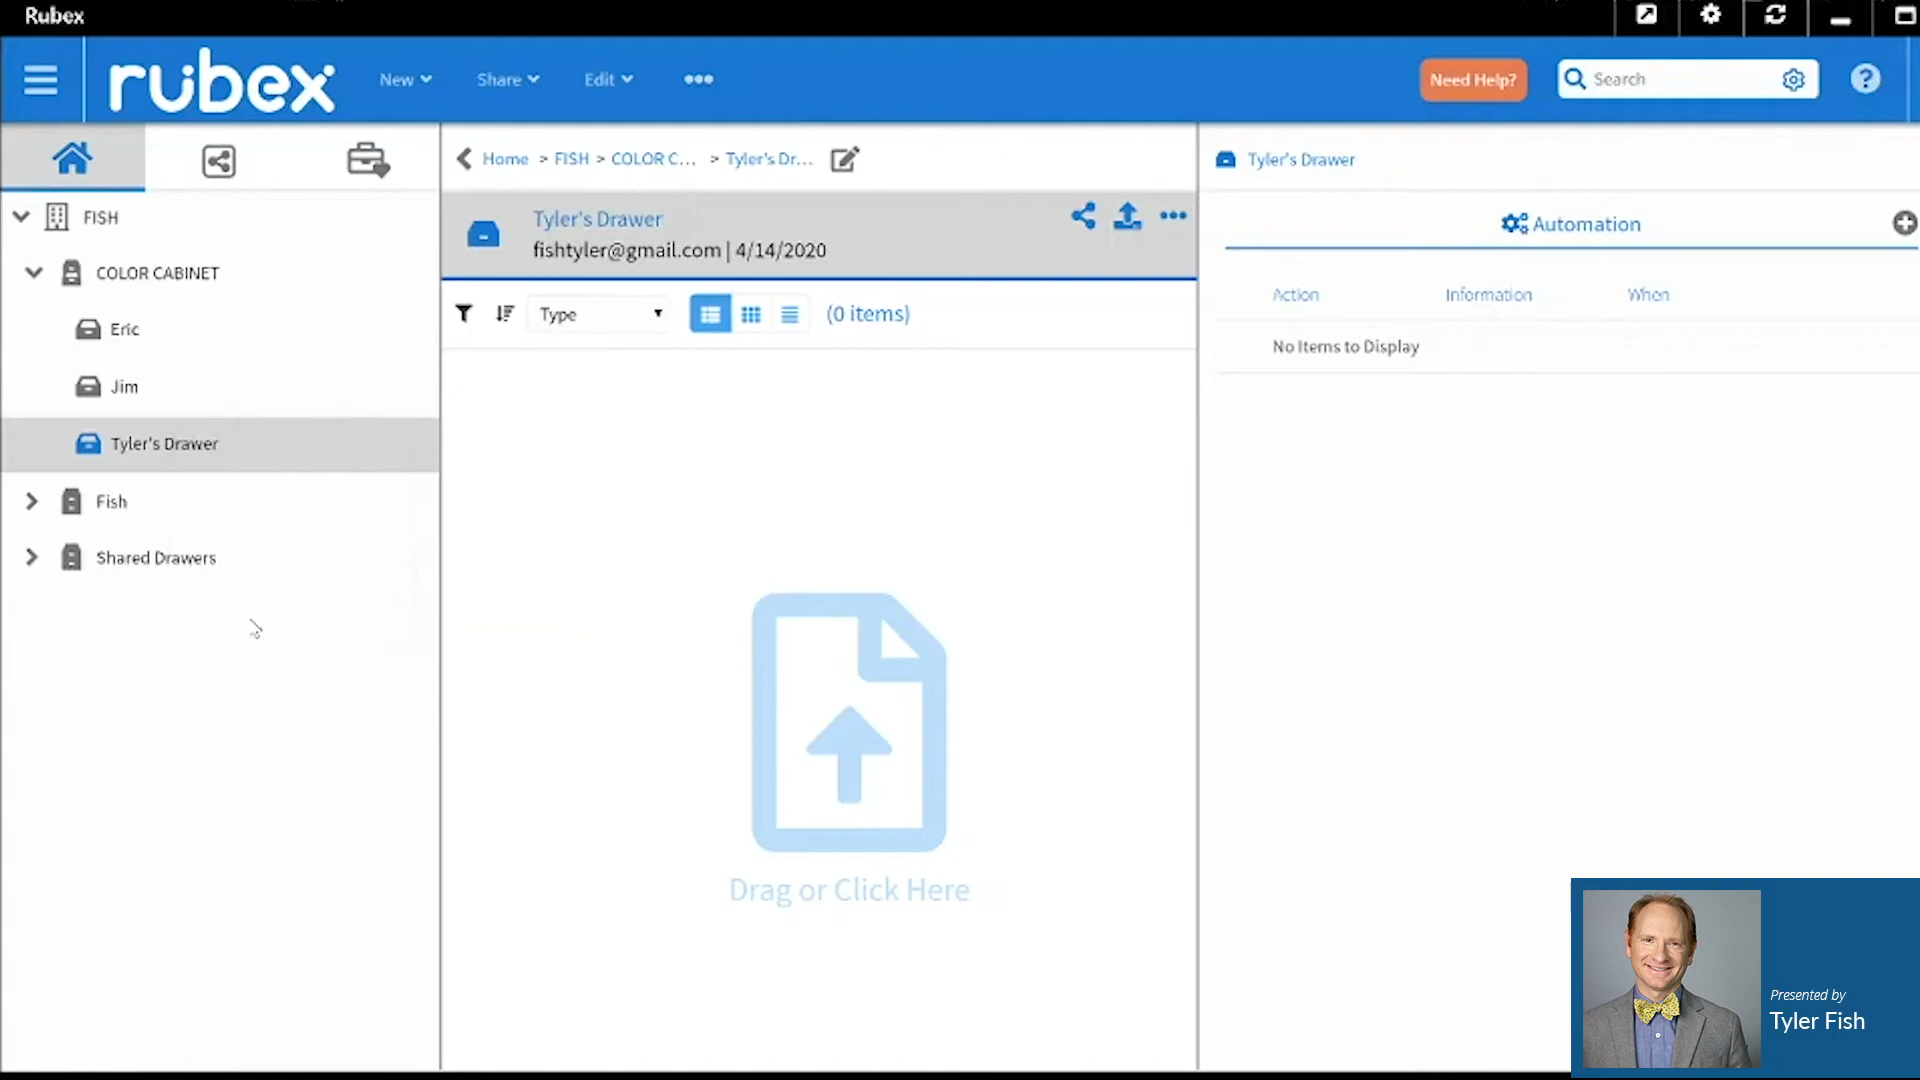 Rubex
rubex
New
Share
Edit
Need Help?
Search
Home > FISH > COLOR C... > Tyler's Dr...
Tyler's Drawer
FISH
COLOR CABINET
Eric
Jim
Tyler's Drawer
Fish
Shared Drawers
Tyler's Drawer
fishtyler@gmail.com | 4/14/2020
Type
(0 items)
Drag or Click Here
Automation
Action Information When
No Items to Display
Presented by
Tyler Fish